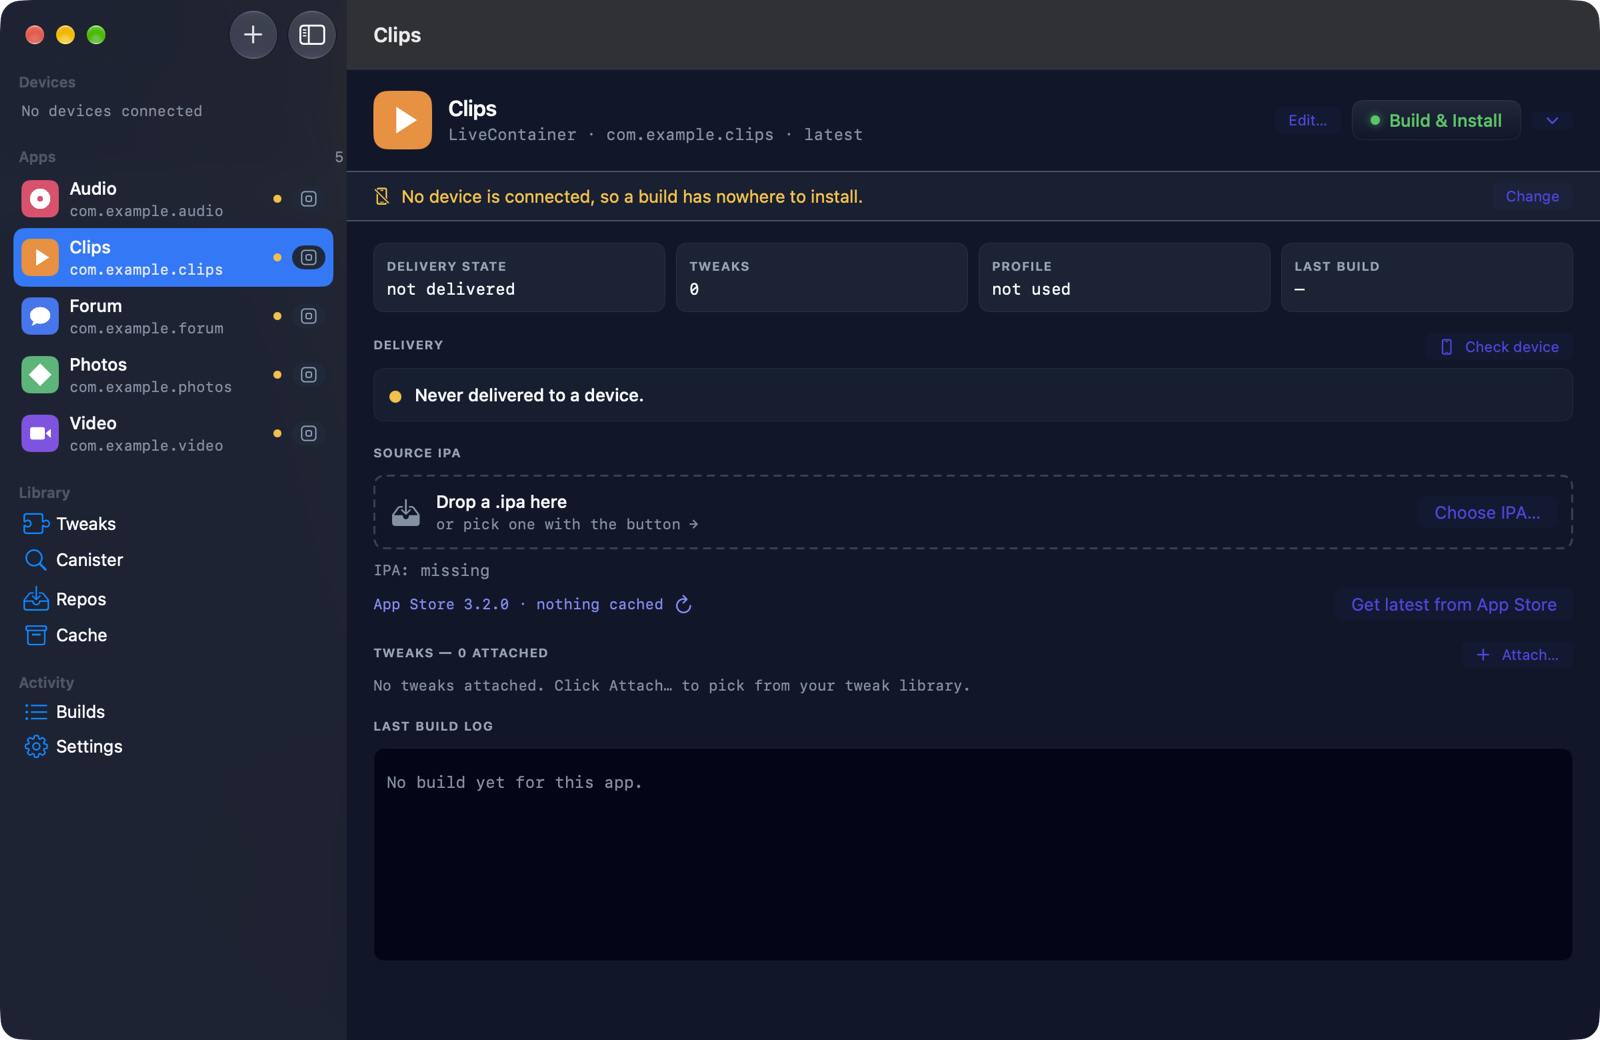 Clips
Devices
No devices connected
Apps
5
Audio
com.example.audio
Clips
com.example.clips
Forum
com.example.forum
Photos
com.example.photos
Video
com.example.video
Library
Tweaks
Canister
Repos
Cache
Activity
Builds
Settings
Clips
LiveContainer · com.example.clips · latest
Edit...
Build & Install
No device is connected, so a build has nowhere to install.
Change
DELIVERY STATE
not delivered
TWEAKS
0
PROFILE
not used
LAST BUILD
—
DELIVERY
Check device
Never delivered to a device.
SOURCE IPA
Drop a .ipa here
or pick one with the button →
Choose IPA...
IPA: missing
App Store 3.2.0 · nothing cached
Get latest from App Store
TWEAKS — 0 ATTACHED
Attach...
No tweaks attached. Click Attach… to pick from your tweak library.
LAST BUILD LOG
No build yet for this app.